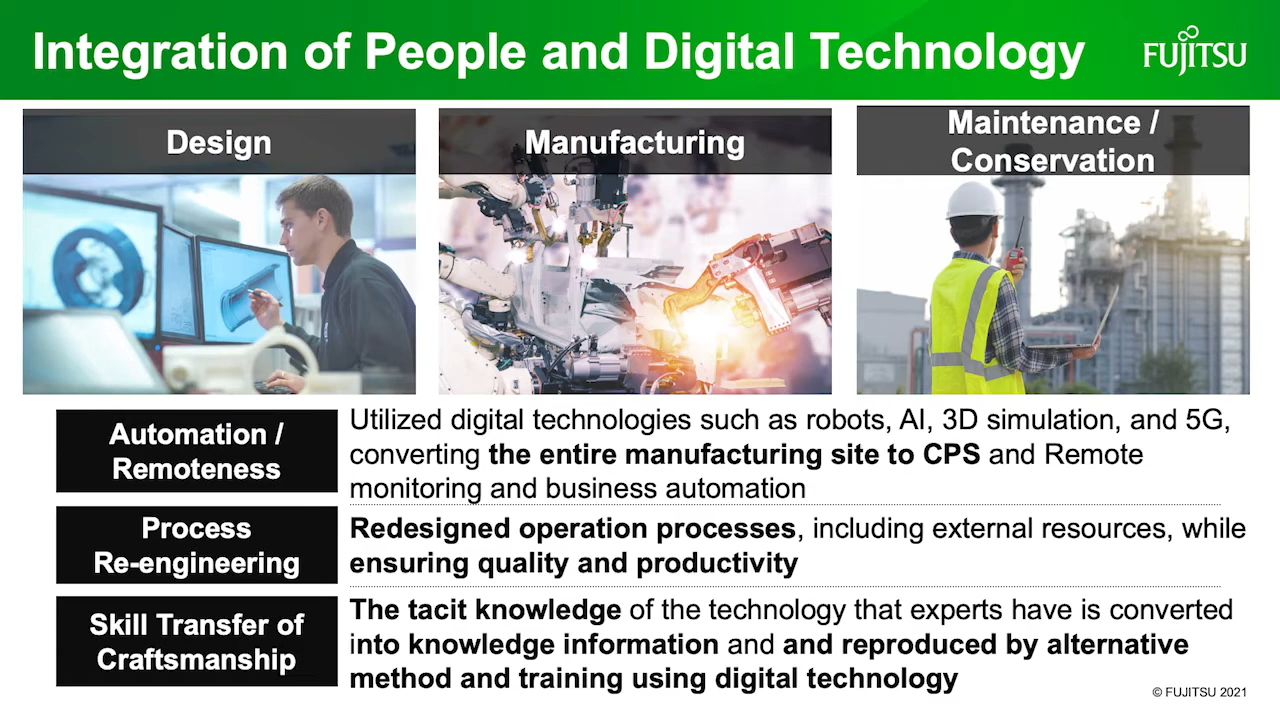 Integration of People and Digital Technology
FUJITSU
Design
Manufacturing
Maintenance /
Conservation
Automation /
Remoteness
Utilized digital technologies such as robots, AI, 3D simulation, and 5G,
converting the entire manufacturing site to CPS and Remote
monitoring and business automation
Process
Re-engineering
Redesigned operation processes, including external resources, while
ensuring quality and productivity
Skill Transfer of
Craftsmanship
The tacit knowledge of the technology that experts have is converted
into knowledge information and and reproduced by alternative
method and training using digital technology
© FUJITSU 2021